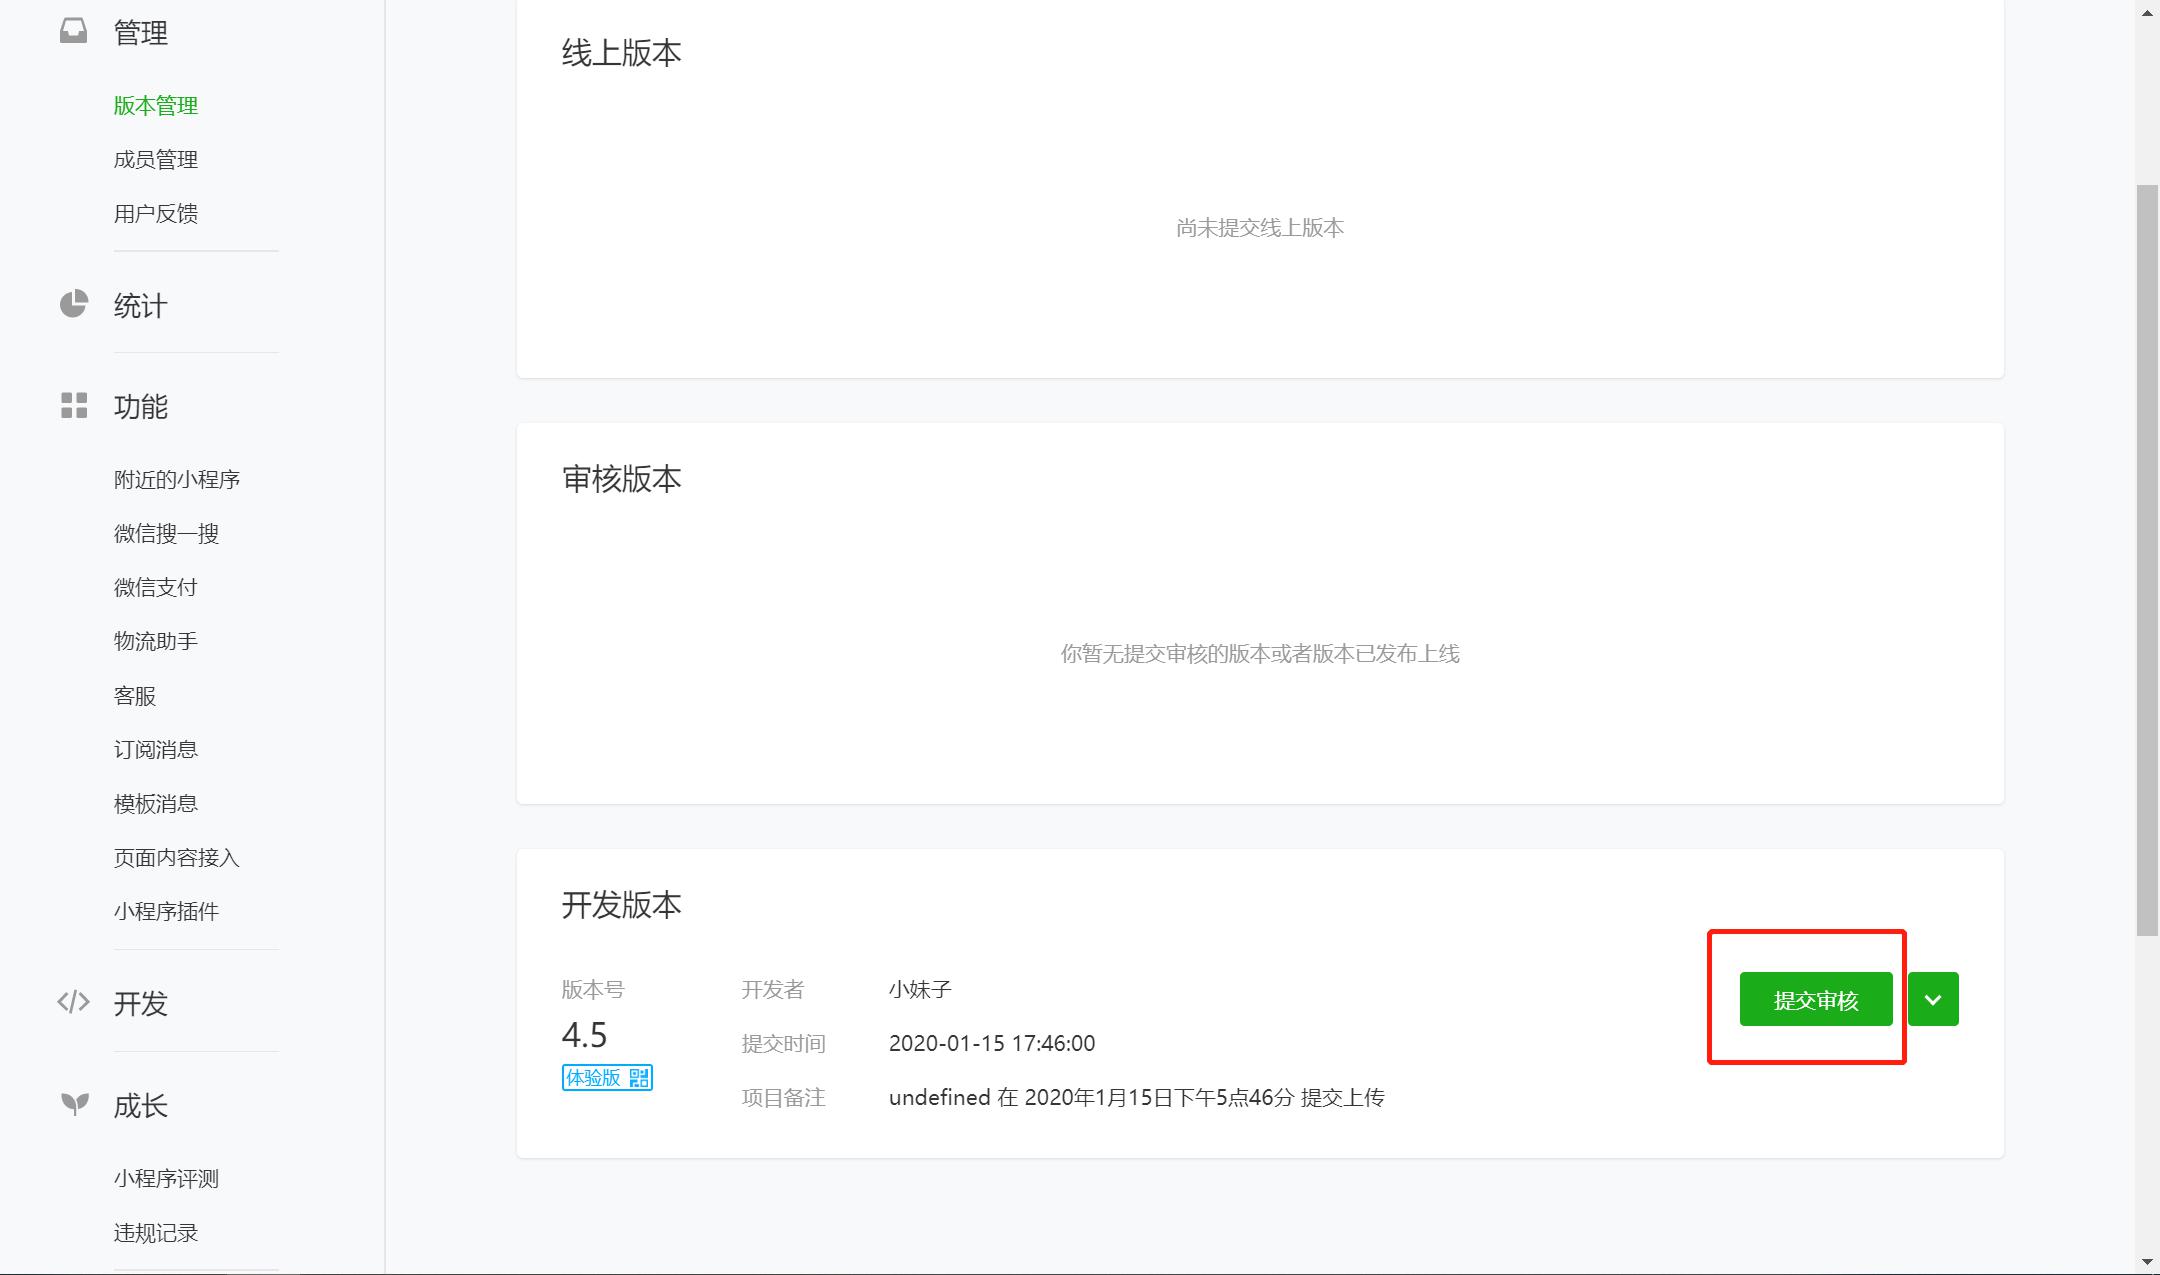 管理
版本管理
成员管理
用户反馈
统计
功能
附近的小程序
微信搜一搜
微信支付
物流助手
客服
订阅消息
模板消息
页面内容接入
小程序插件
开发
成长
小程序评测
违规记录
线上版本
尚未提交线上版本
审核版本
你暂无提交审核的版本或者版本已发布上线
开发版本
版本号
4.5
体验版
开发者 小妹子
提交时间 2020-01-15 17:46:00
项目备注 undefined 在 2020年1月15日下午5点46分 提交上传
提交审核